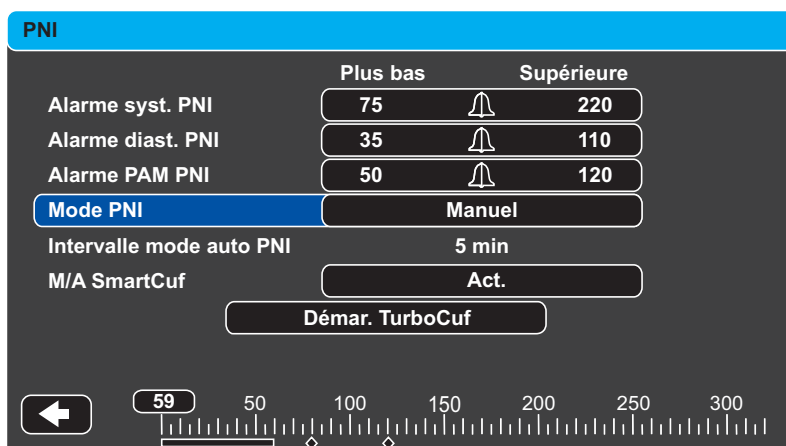 PNI
Plus bas Supérieure
Alarme syst. PNI 75 220
Alarme diast. PNI 35 110
Alarme PAM PNI 50 120
Mode PNI Manuel
Intervalle mode auto PNI 5 min
M/A SmartCuf Act.
Démar. TurboCuf
59 50 100 150 200 250 300